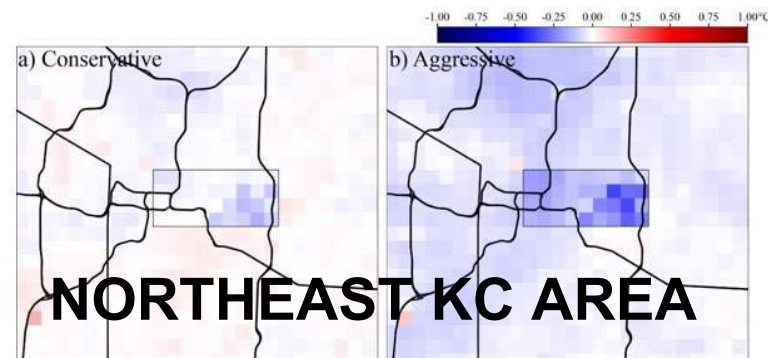 -1.00 -0.75 -0.50 -0.25 0.00 0.25 0.50 0.75 1.00°C
a) Conservative b) Aggressive
NORTHEAST KC AREA